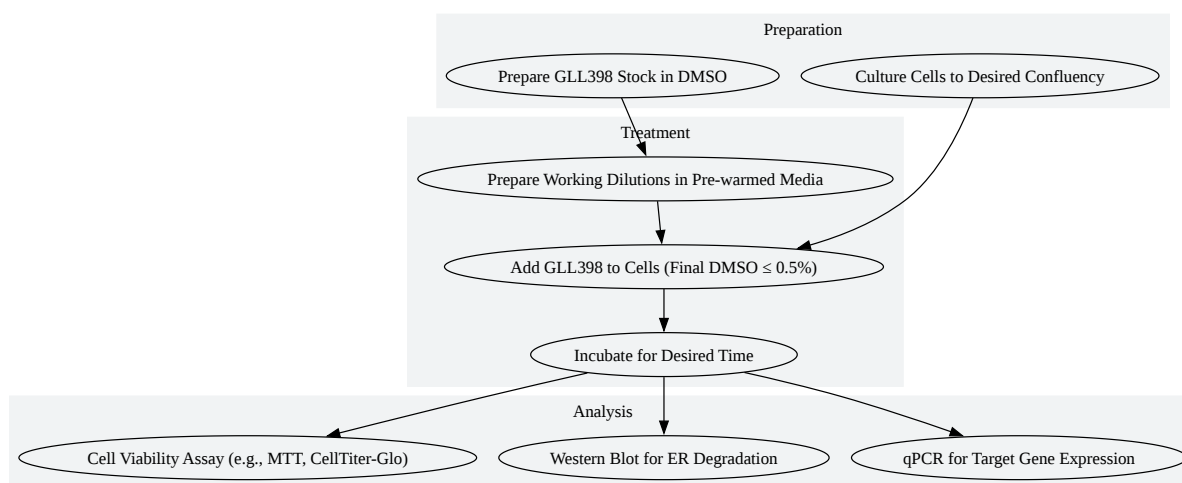 Preparation
Prepare GLL398 Stock in DMSO
Culture Cells to Desired Confluency
Treatment
Prepare Working Dilutions in Pre-warmed Media
Add GLL398 to Cells (Final DMSO ≤ 0.5%)
Incubate for Desired Time
Analysis
Cell Viability Assay (e.g., MTT, CellTiter-Glo)
Western Blot for ER Degradation
qPCR for Target Gene Expression